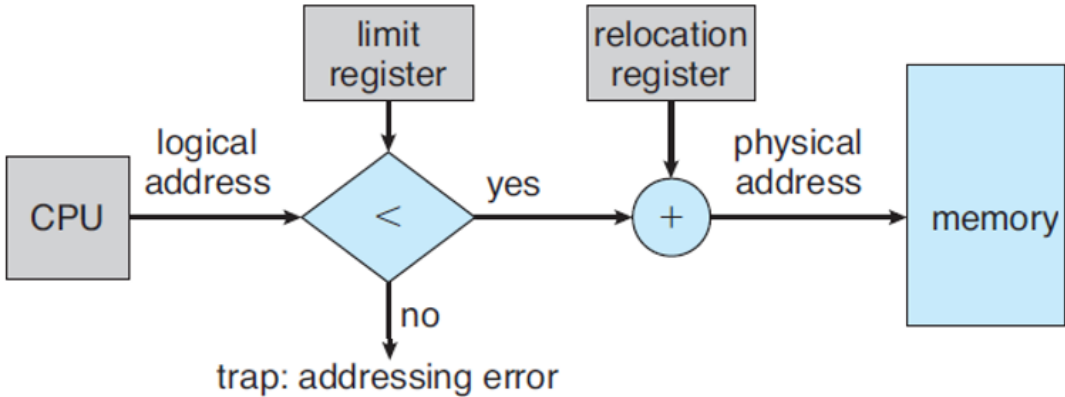 limit
register
relocation
register
logical
address
physical
address
CPU
<
yes
+
memory
no
trap: addressing error